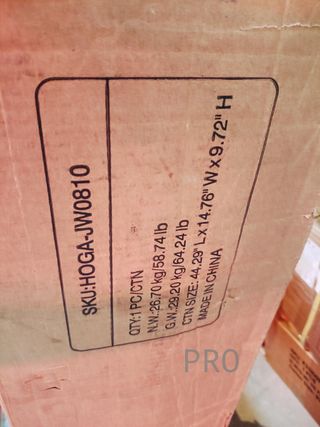 SKU:HOGA-JW0810
QTY:1 PC/CTN
N.W.:26.70 kg/58.74 lb
G.W.:29.20 kg/64.24 lb
CTN SIZE: 44.29" L x 14.76" W x 9.72" H
MADE IN CHINA
PRO